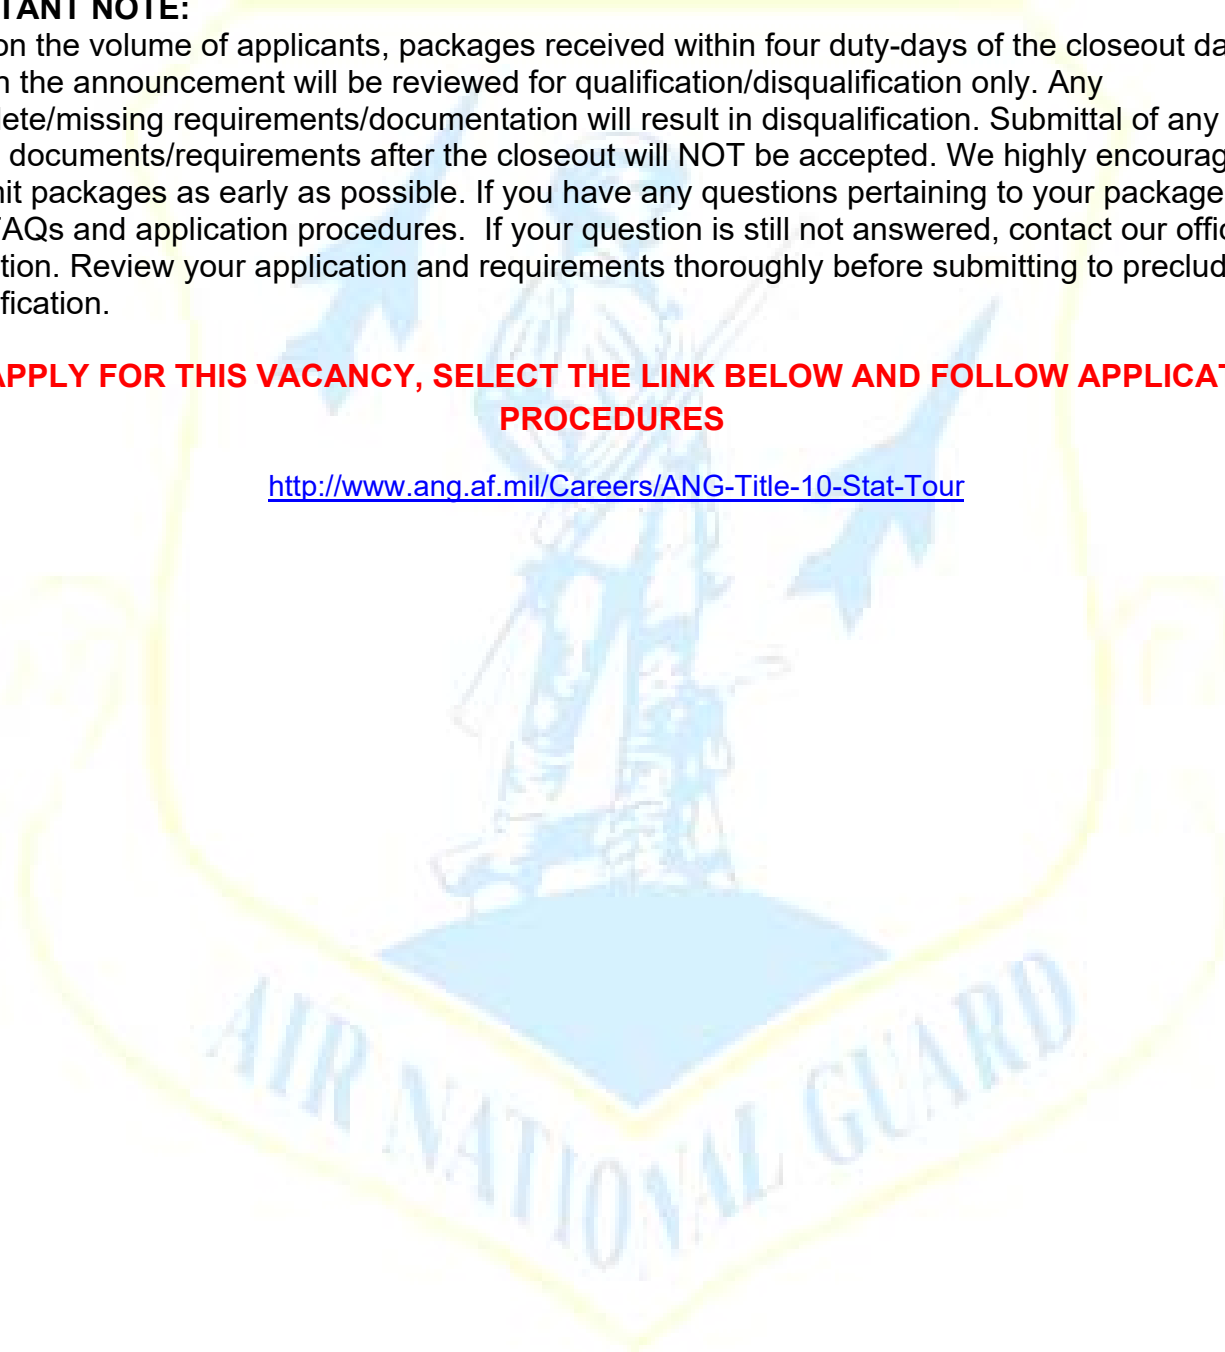 TANT NOTE:
on the volume of applicants, packages received within four duty-days of the closeout da
n the announcement will be reviewed for qualification/disqualification only. Any
lete/missing requirements/documentation will result in disqualification. Submittal of any
documents/requirements after the closeout will NOT be accepted. We highly encourag
nit packages as early as possible. If you have any questions pertaining to your package
FAQs and application procedures.  If your question is still not answered, contact our offic
tion. Review your application and requirements thoroughly before submitting to preclud
ification.
APPLY FOR THIS VACANCY, SELECT THE LINK BELOW AND FOLLOW APPLICAT
PROCEDURES
http://www.ang.af.mil/Careers/ANG-Title-10-Stat-Tour
AIR NATIONAL GUARD